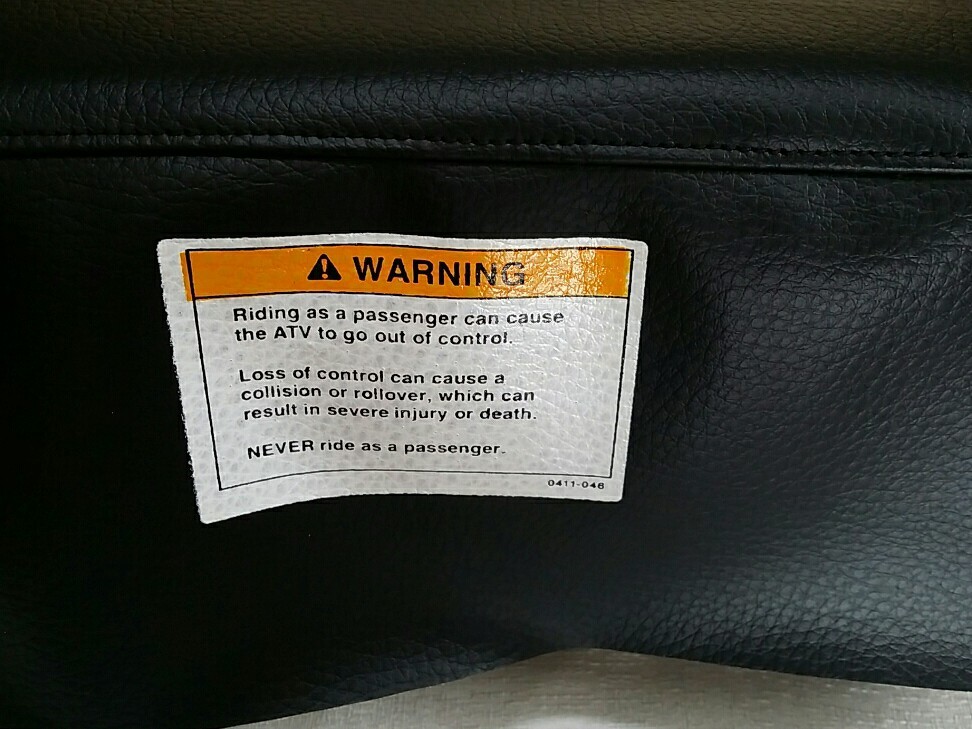 WARNING
Riding as a passenger can cause
the ATV to go out of control.
Loss of control can cause a
collision or rollover, which can
result in severe injury or death.
NEVER ride as a passenger.
0411-046